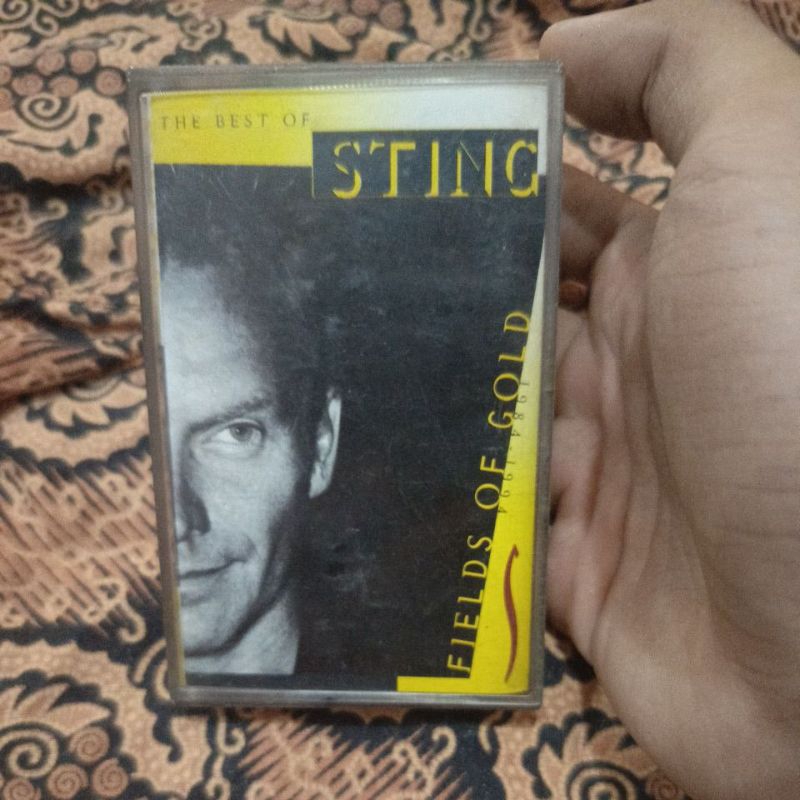 THE BEST OF
STING
FIELDS OF GOLD
1984-1994